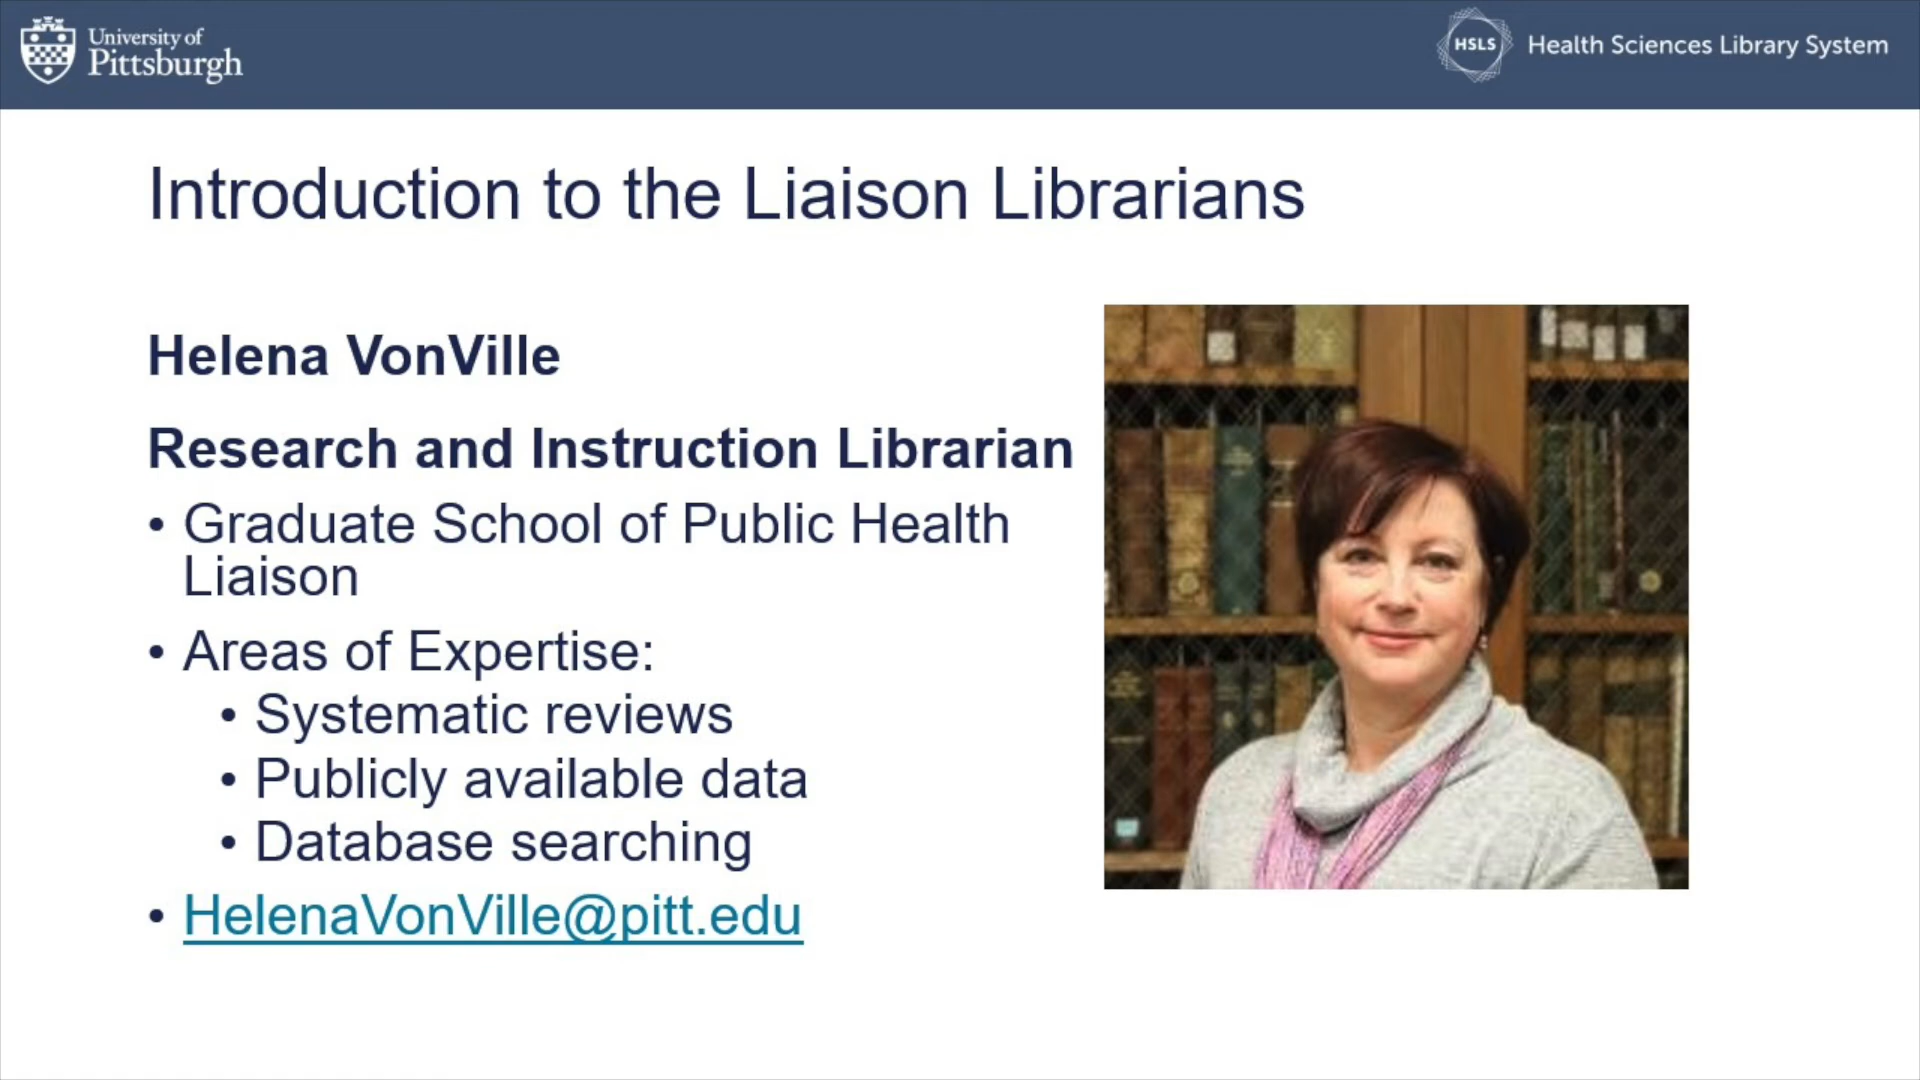 University of
Pittsburgh
HSLS
Health Sciences Library System
Introduction to the Liaison Librarians
Helena VonVille
Research and Instruction Librarian
• Graduate School of Public Health
Liaison
• Areas of Expertise:
• Systematic reviews
• Publicly available data
• Database searching
• HelenaVonVille@pitt.edu